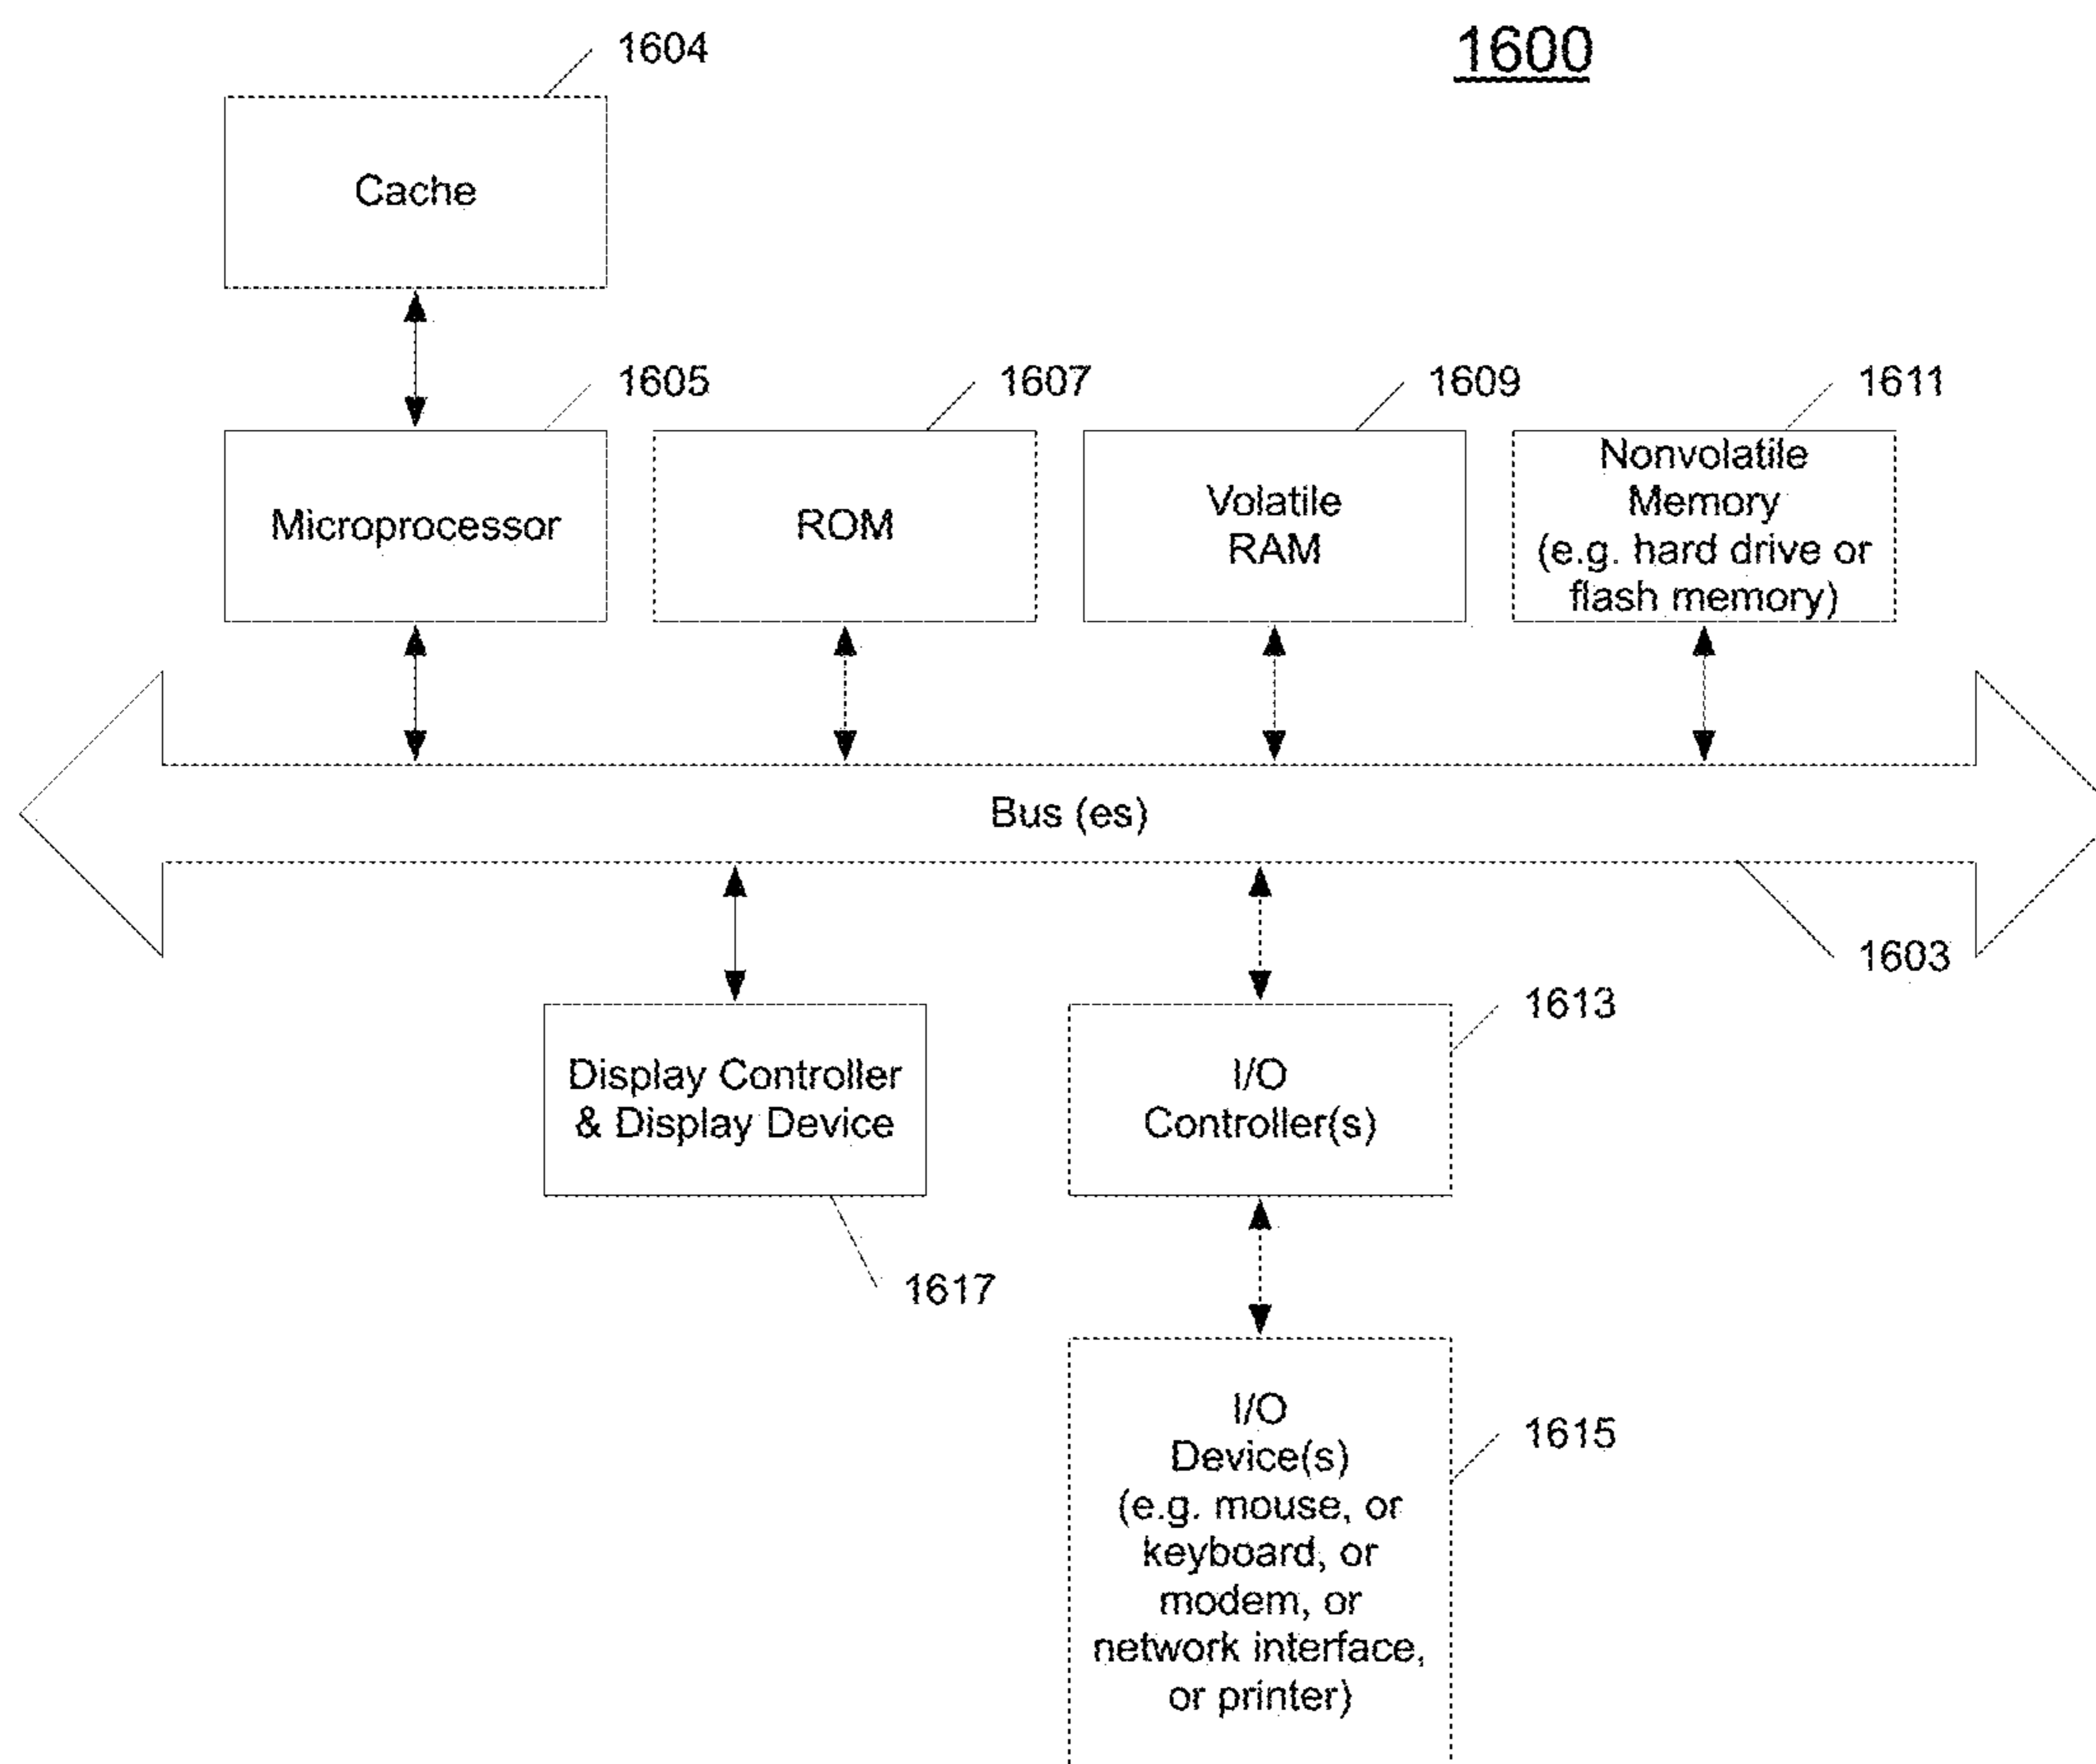 1600
1604
Cache
1605
1607
1609
1611
Microprocessor
ROM
Volatile
RAM
Nonvolatile
Memory
(e.g. hard drive or
flash memory)
Bus (es)
1603
1613
Display Controller
& Display Device
I/O
Controller(s)
1617
I/O
Device(s)
(e.g. mouse, or
keyboard, or
modem, or
network interface,
or printer)
1615